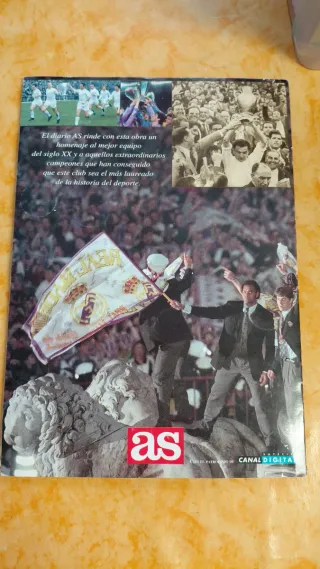 El diario AS rinde con esta obra un
homenaje al mejor equipo
del siglo XX y a aquellos extraordinarios
campeones que han conseguido
que este club sea el más laureado
de la historia del deporte.
as
CANAL DIGITAL